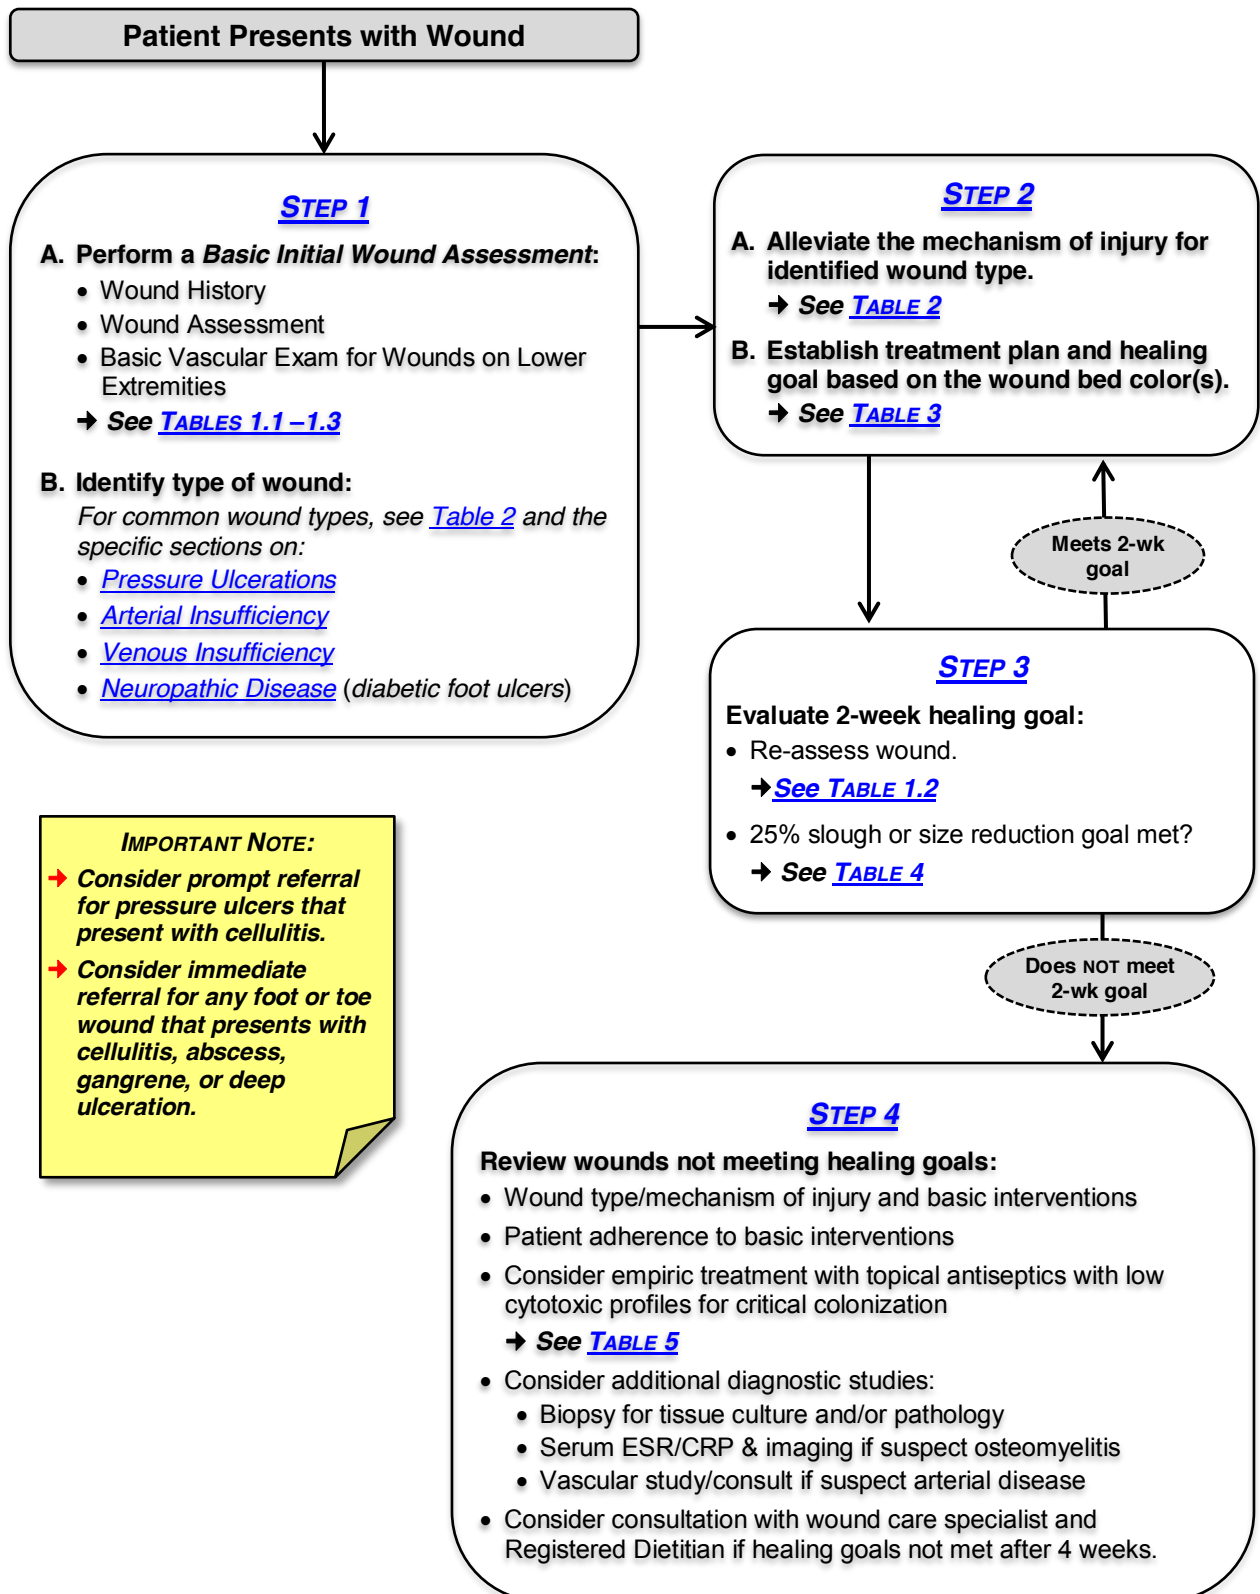 Patient Presents with Wound
STEP 1
A. Perform a Basic Initial Wound Assessment:
• Wound History
• Wound Assessment
• Basic Vascular Exam for Wounds on Lower
Extremities
➔ See TABLES 1.1 –1.3
B. Identify type of wound:
For common wound types, see Table 2 and the
specific sections on:
• Pressure Ulcerations
• Arterial Insufficiency
• Venous Insufficiency
• Neuropathic Disease (diabetic foot ulcers)
STEP 2
A. Alleviate the mechanism of injury for
identified wound type.
➔ See TABLE 2
B. Establish treatment plan and healing
goal based on the wound bed color(s).
➔ See TABLE 3
Meets 2-wk
goal
STEP 3
Evaluate 2-week healing goal:
• Re-assess wound.
➔See TABLE 1.2
• 25% slough or size reduction goal met?
➔ See TABLE 4
IMPORTANT NOTE:
➔ Consider prompt referral
for pressure ulcers that
present with cellulitis.
➔ Consider immediate
referral for any foot or toe
wound that presents with
cellulitis, abscess,
gangrene, or deep
ulceration.
Does NOT meet
2-wk goal
STEP 4
Review wounds not meeting healing goals:
• Wound type/mechanism of injury and basic interventions
• Patient adherence to basic interventions
• Consider empiric treatment with topical antiseptics with low
cytotoxic profiles for critical colonization
➔ See TABLE 5
• Consider additional diagnostic studies:
• Biopsy for tissue culture and/or pathology
• Serum ESR/CRP & imaging if suspect osteomyelitis
• Vascular study/consult if suspect arterial disease
• Consider consultation with wound care specialist and
Registered Dietitian if healing goals not met after 4 weeks.